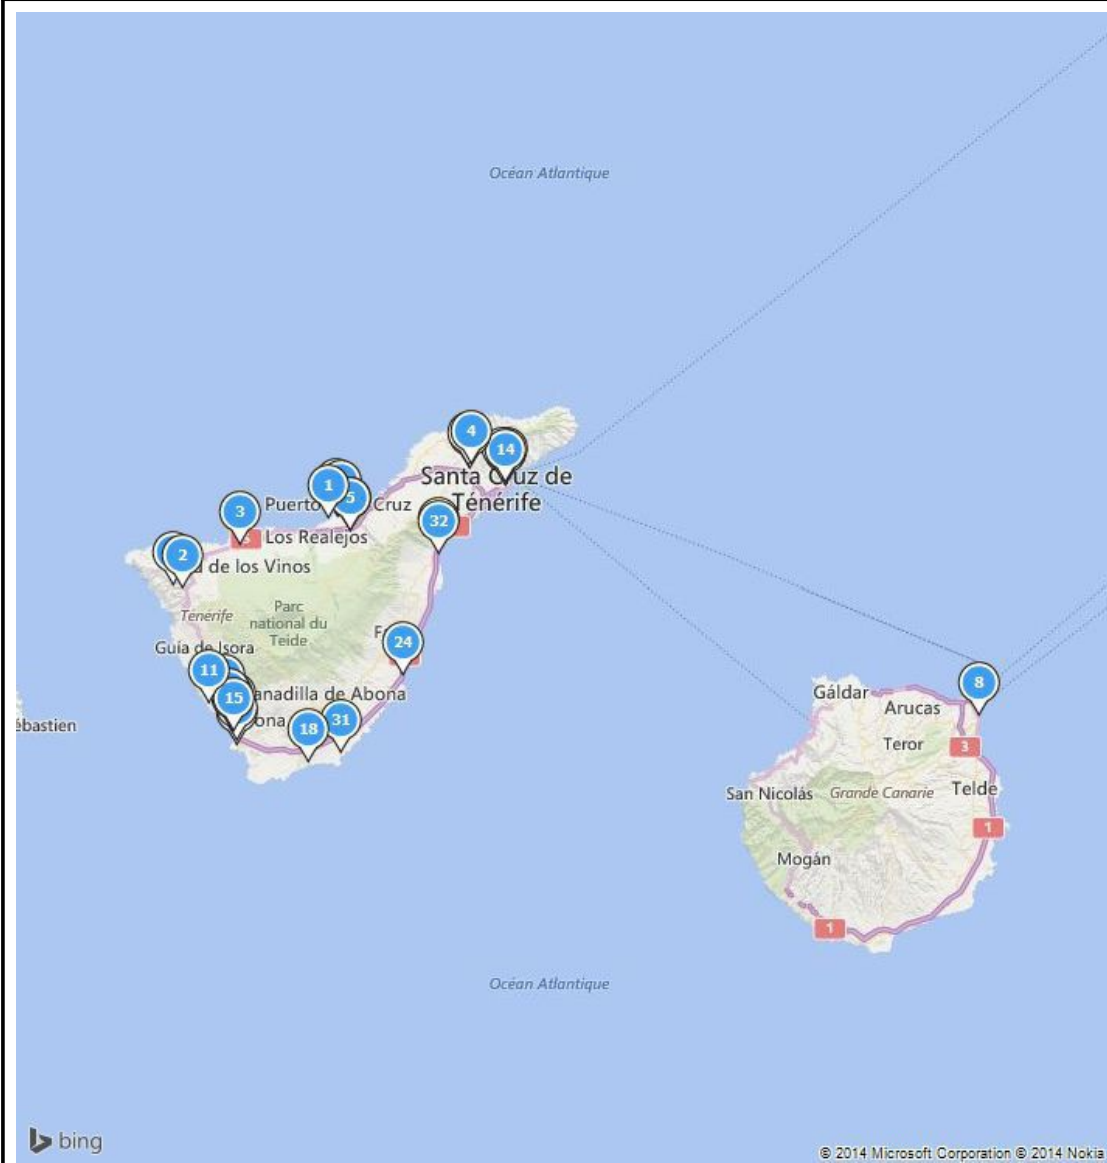 Océan Atlantique
4
14
Santa Cruz de
Ténérife
1
5
Puerto Cruz
3
32
Los Realejos
2
a de los Vinos
Ténérife
Parc
national du
Teide
24
Guía de Isora
11
8
15
anadilla de Abona
Gáldar
Arucas
ébastien
ona
18
31
Teror
3
San Nicolás
Grande Canarie
Telde
1
Mogán
1
Océan Atlantique
bing
© 2014 Microsoft Corporation © 2014 Nokia